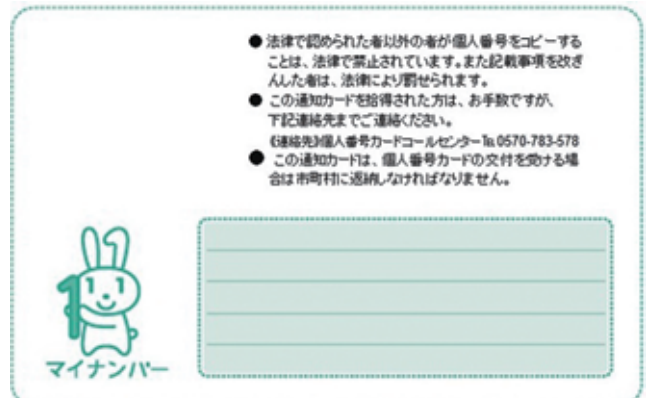 ● 法律で認められた者以外の者が個人番号をコピーする
ことは、法律で禁止されています。また記載事項を改ざ
んした者は、法律により罰せられます。
● この通知カードを拾得された方は、お手数ですが、
下記連絡先までご連絡ください。
《連絡先》個人番号カードコールセンター℡0570-783-578
● この通知カードは、個人番号カードの交付を受ける場
合は市町村に返納しなければなりません。
1
マイナンバー